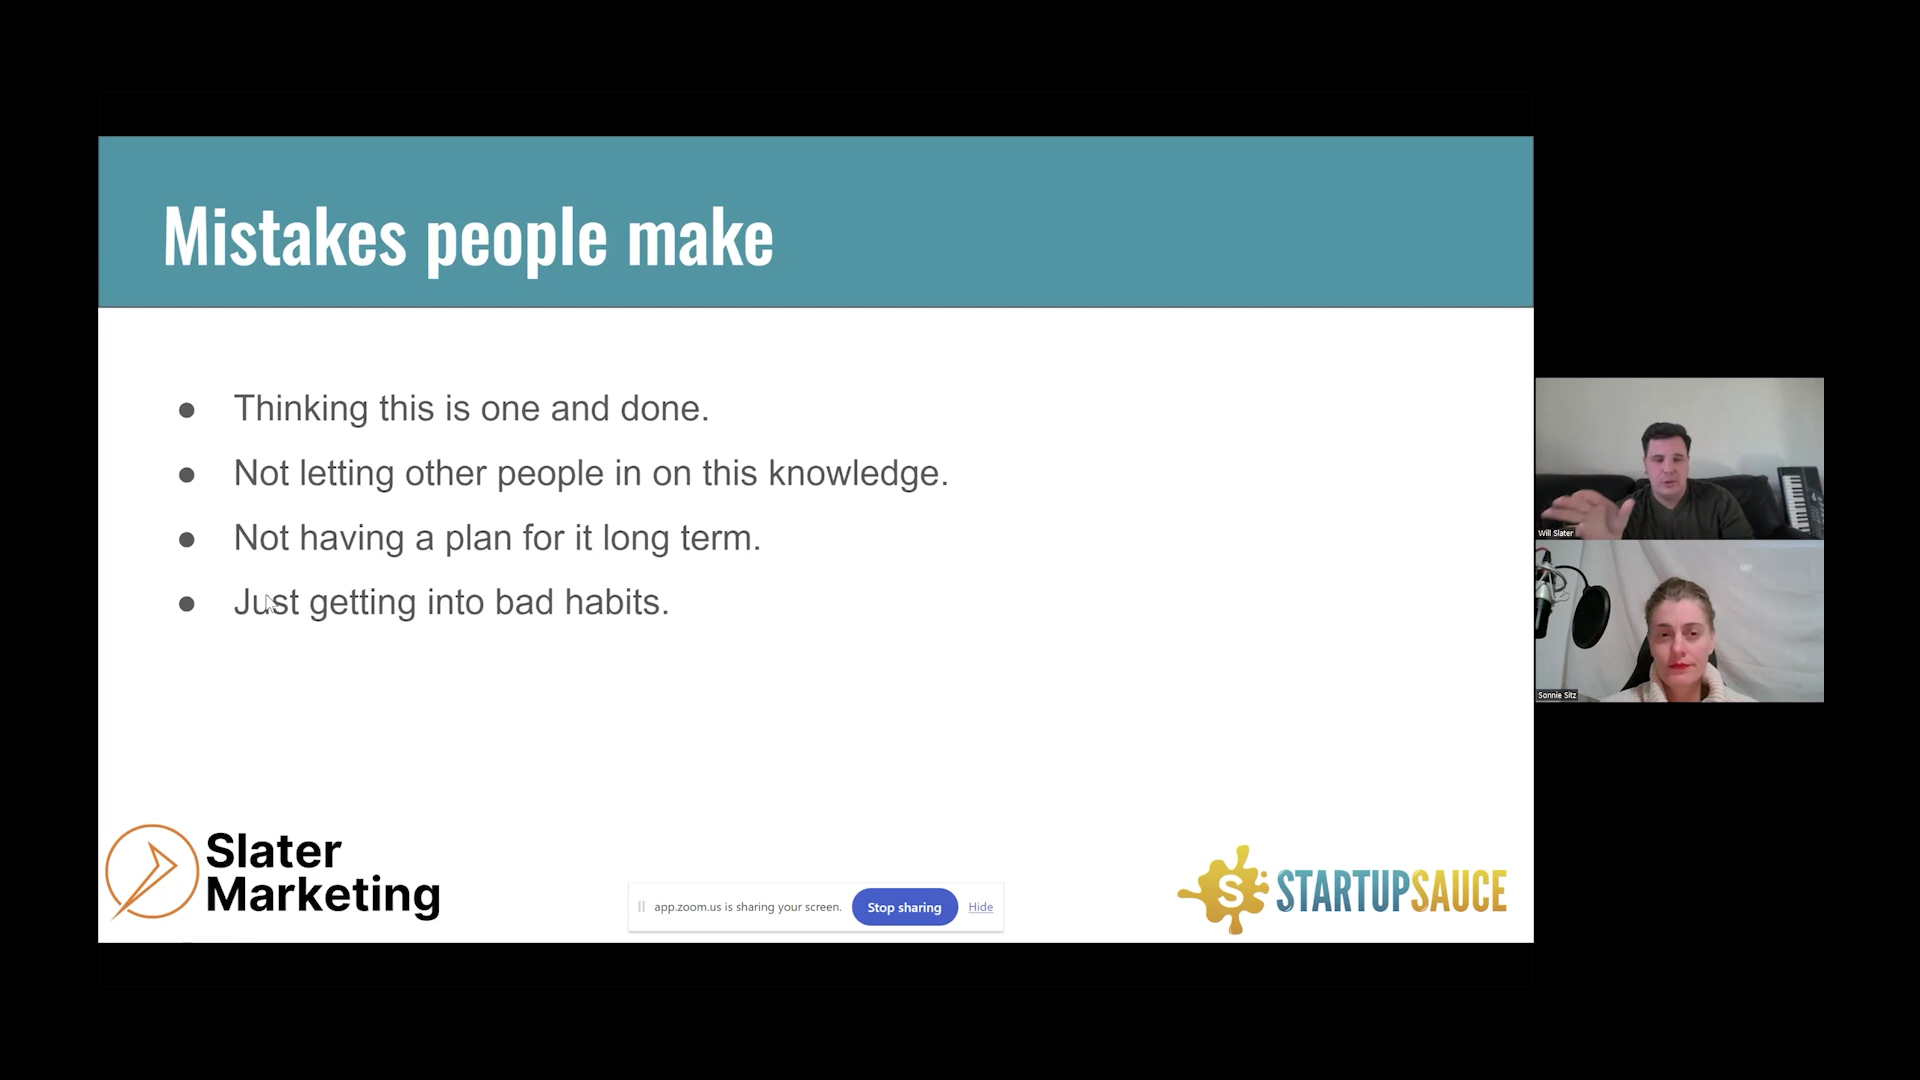 Mistakes people make
● Thinking this is one and done.
● Not letting other people in on this knowledge.
● Not having a plan for it long term.
● Just getting into bad habits.
Slater
Marketing
app.zoom.us is sharing your screen. Stop sharing Hide
S STARTUPSAUCE
Will Slater
Sonnie Sitz